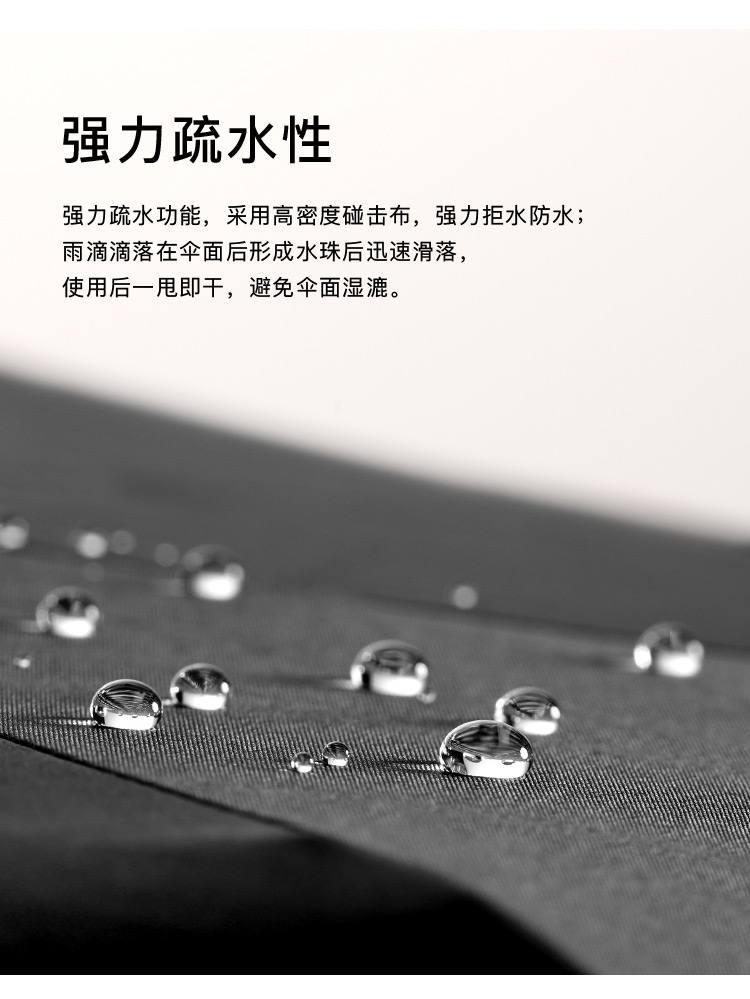 强力疏水性
强力疏水功能，采用高密度碰击布，强力拒水防水；
雨滴滴落在伞面后形成水珠后迅速滑落，
使用后一甩即干，避免伞面湿漉。